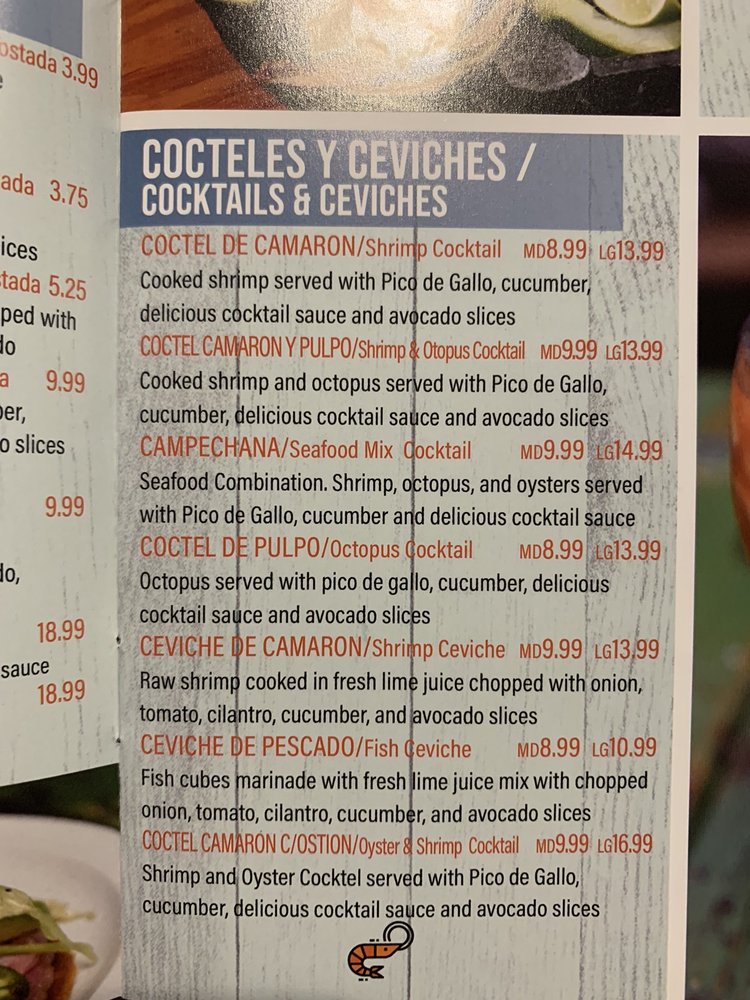 ostada 3.99
ada 3.75
ices
stada 5.25
ped with
do
a 9.99
ber,
o slices
9.99
do,
18.99
sauce
18.99
COCTELES Y CEVICHES /
COCKTAILS & CEVICHES
COCTEL DE CAMARON/Shrimp Cocktail MD8.99 LG13.99
Cooked shrimp served with Pico de Gallo, cucumber,
delicious cocktail sauce and avocado slices
COCTEL CAMARON Y PULPO/Shrimp & Otopus Cocktail MD9.99 LG13.99
Cooked shrimp and octopus served with Pico de Gallo,
cucumber, delicious cocktail sauce and avocado slices
CAMPECHANA/Seafood Mix Cocktail MD9.99 LG14.99
Seafood Combination. Shrimp, octopus, and oysters served
with Pico de Gallo, cucumber and delicious cocktail sauce
COCTEL DE PULPO/Octopus Cocktail MD8.99 LG13.99
Octopus served with pico de gallo, cucumber, delicious
cocktail sauce and avocado slices
CEVICHE DE CAMARON/Shrimp Ceviche MD9.99 LG13.99
Raw shrimp cooked in fresh lime juice chopped with onion,
tomato, cilantro, cucumber, and avocado slices
CEVICHE DE PESCADO/Fish Ceviche MD8.99 LG10.99
Fish cubes marinade with fresh lime juice mix with chopped
onion, tomato, cilantro, cucumber, and avocado slices
COCTEL CAMARÓN C/OSTION/Oyster & Shrimp Cocktail MD9.99 LG16.99
Shrimp and Oyster Cocktel served with Pico de Gallo,
cucumber, delicious cocktail sauce and avocado slices